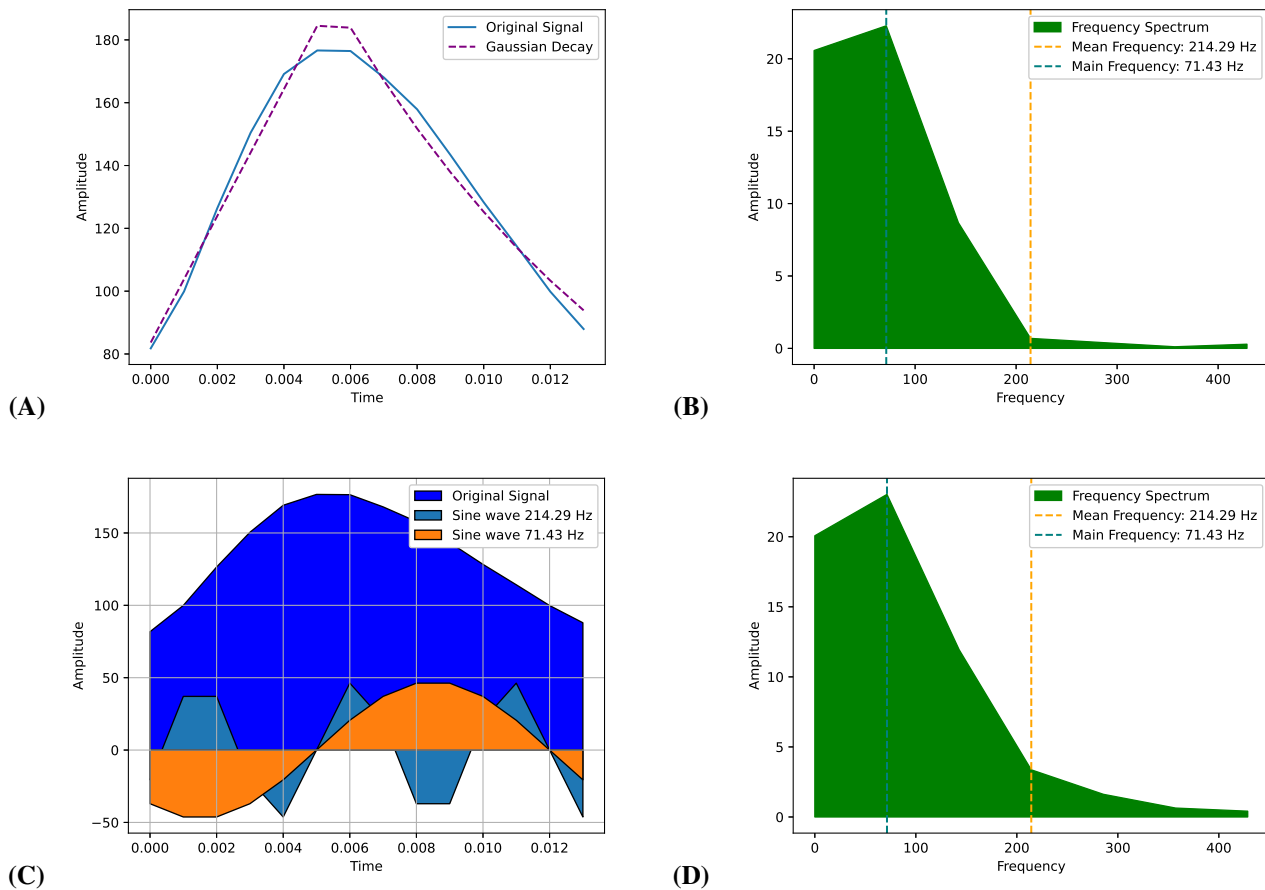 Original Signal
Gaussian Decay
180
160
140
120
100
80
0.000 0.002 0.004 0.006 0.008 0.010 0.012
Time
Amplitude
(A)
Frequency Spectrum
Mean Frequency: 214.29 Hz
Main Frequency: 71.43 Hz
20
15
10
5
0
0 100 200 300 400
Frequency
Amplitude
(B)
Original Signal
Sine wave 214.29 Hz
Sine wave 71.43 Hz
150
100
50
0
−50
0.000 0.002 0.004 0.006 0.008 0.010 0.012
Time
Amplitude
(C)
Frequency Spectrum
Mean Frequency: 214.29 Hz
Main Frequency: 71.43 Hz
20
15
10
5
0
0 100 200 300 400
Frequency
Amplitude
(D)